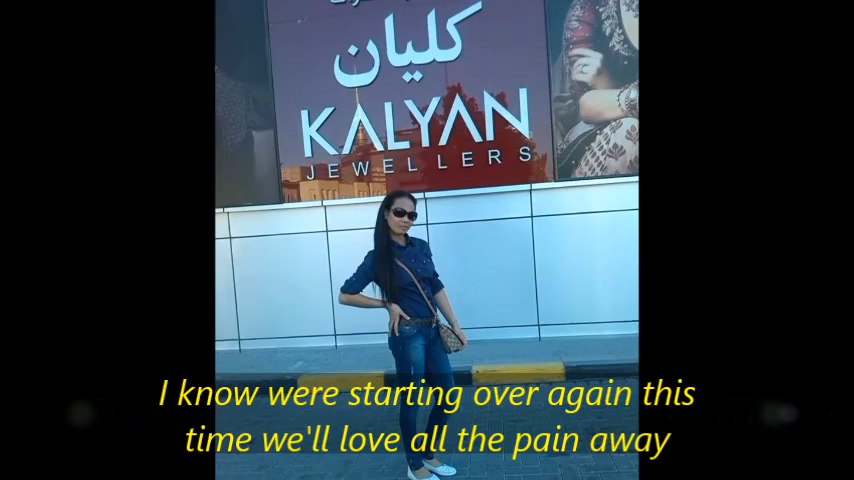 كليان
KALYAN
JEWELLERS
I know were starting over again this
time we'll love all the pain away